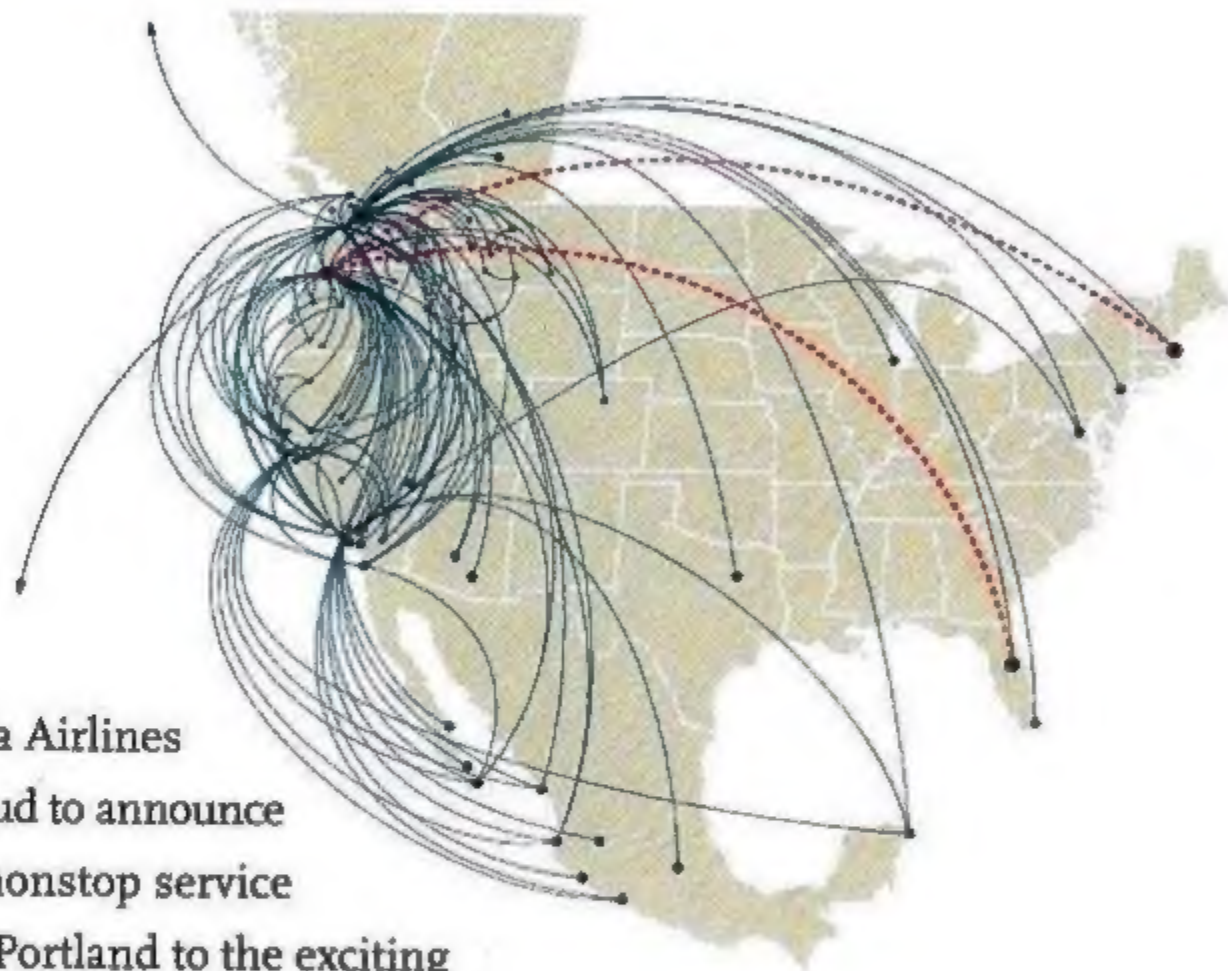 a Airlines
ud to announce
nonstop service
Portland to the exciting